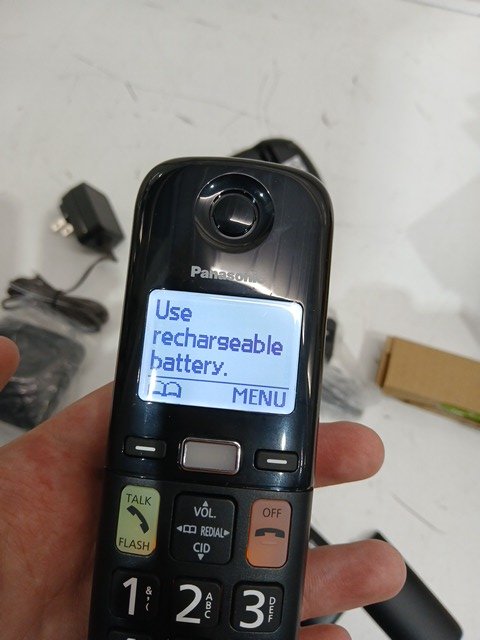 Panasonic
Use
rechargeable
battery.
MENU
TALK
FLASH
VOL.
REDIAL
CID
OFF
1 & ' (
2 ABC
3 DEF